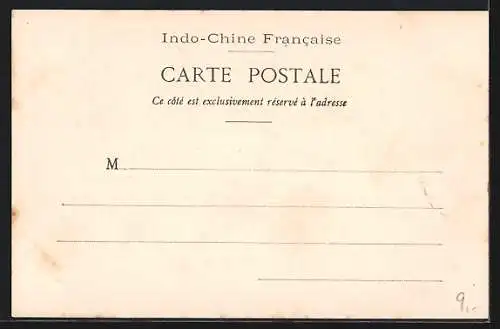 Indo-Chine Française
CARTE POSTALE
Ce côté est exclusivement réservé à l'adresse
M
9,-